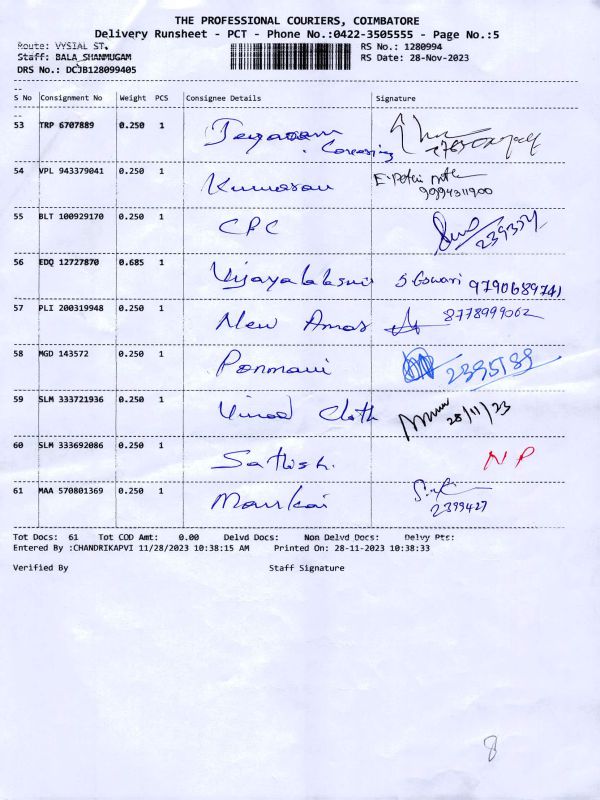 THE PROFESSIONAL COURIERS, COIMBATORE
Delivery Runsheet - PCT - Phone No.:0422-3505555 - Page No.:5
Route: VYSIAL ST.
RS No.: 1280994
Staff: BALA_SHANMUGAM
RS Date: 28-Nov-2023
DRS No.: DCJB128099405
S No Consignment No Weight PCS Consignee Details Signature
53 TRP 6707889 0.250 1
54 VPL 943379041 0.250 1 Kumaran 9094311900
55 BLT 100929170 0.250 1 CPC
56 EDQ 12727870 0.685 1 S Gowari 9790689741
57 PLI 200319948 0.250 1 New Amas 8778999062
58 MGD 143572 0.250 1 Ponmani 2395189
59 SLM 333721936 0.250 1 Vinod Cloth 28/11/23
60 SLM 333692086 0.250 1 Sathish. NP
61 MAA 570801369 0.250 1 2399427
Tot Docs: 61 Tot COD Amt: 0.00 Delvd Docs: Non Delvd Docs: Delvy Pts:
Entered By :CHANDRIKAPVI 11/28/2023 10:38:15 AM Printed On: 28-11-2023 10:38:33
Verified By Staff Signature
8